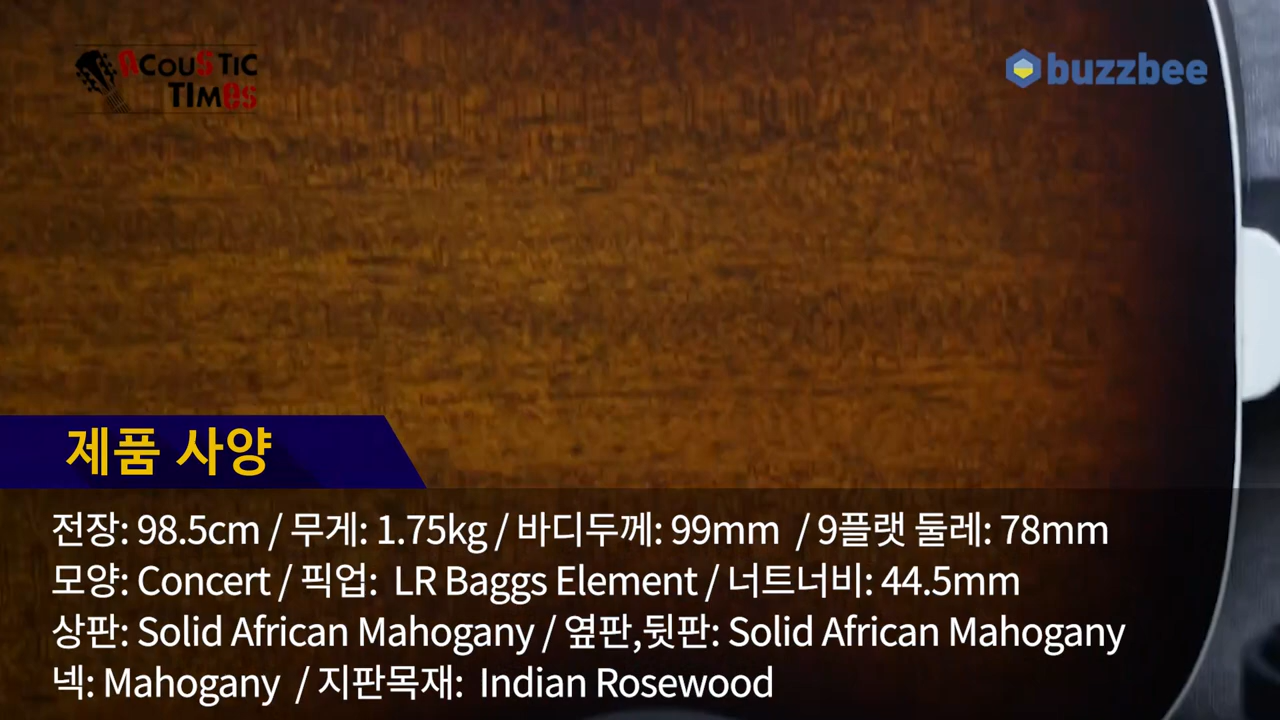 ACOUSTIC
TIMES
buzzbee
제품 사양
전장: 98.5cm / 무게: 1.75kg / 바디두께: 99mm / 9플랫 둘레: 78mm
모양: Concert / 픽업: LR Baggs Element / 너트너비: 44.5mm
상판: Solid African Mahogany / 옆판,뒷판: Solid African Mahogany
넥: Mahogany / 지판목재: Indian Rosewood